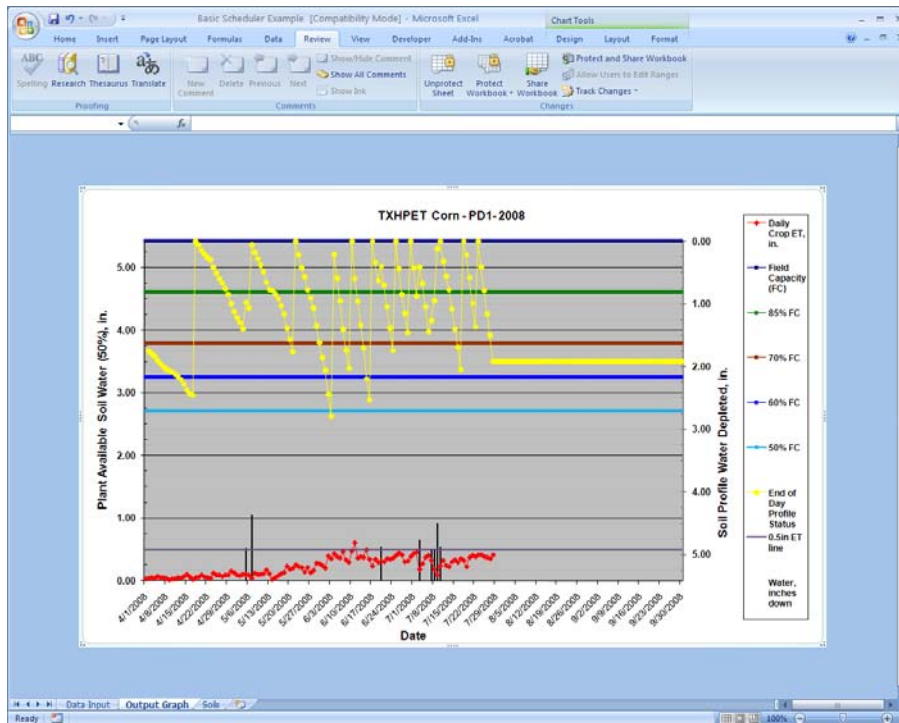 Basic Scheduler Example [Compatibility Mode] - Microsoft Excel
Chart Tools
Home Insert Page Layout Formulas Data Review View Developer Add-Ins Acrobat Design Layout Format
ABC
Spelling Research Thesaurus Translate
Proofing
New Comment Delete Previous Next
Show/Hide Comment
Show All Comments
Show Ink
Comments
Unprotect Sheet Protect Workbook Share Workbook
Protect and Share Workbook
Allow Users to Edit Ranges
Track Changes
Changes
fx
TXHPET Corn - PD1- 2008
Plant Available Soil Water (50%), in.
5.00
4.00
3.00
2.00
1.00
0.00
0.00
1.00
2.00
3.00
4.00
5.00
Soil Profile Water Depleted, in.
4/1/2008 4/8/2008 4/15/2008 4/22/2008 4/29/2008 5/6/2008 5/13/2008 5/20/2008 5/27/2008 6/3/2008 6/10/2008 6/17/2008 6/24/2008 7/1/2008 7/8/2008 7/15/2008 7/22/2008 7/29/2008 8/5/2008 8/12/2008 8/19/2008 8/26/2008 9/2/2008 9/9/2008 9/16/2008 9/23/2008 9/30/2008
Date
Daily
Crop ET,
in.
Field
Capacity
(FC)
85% FC
70% FC
60% FC
50% FC
End of
Day
Profile
Status
0.5in ET
line
Water,
inches
down
Data Input Output Graph Soils
Ready
100%